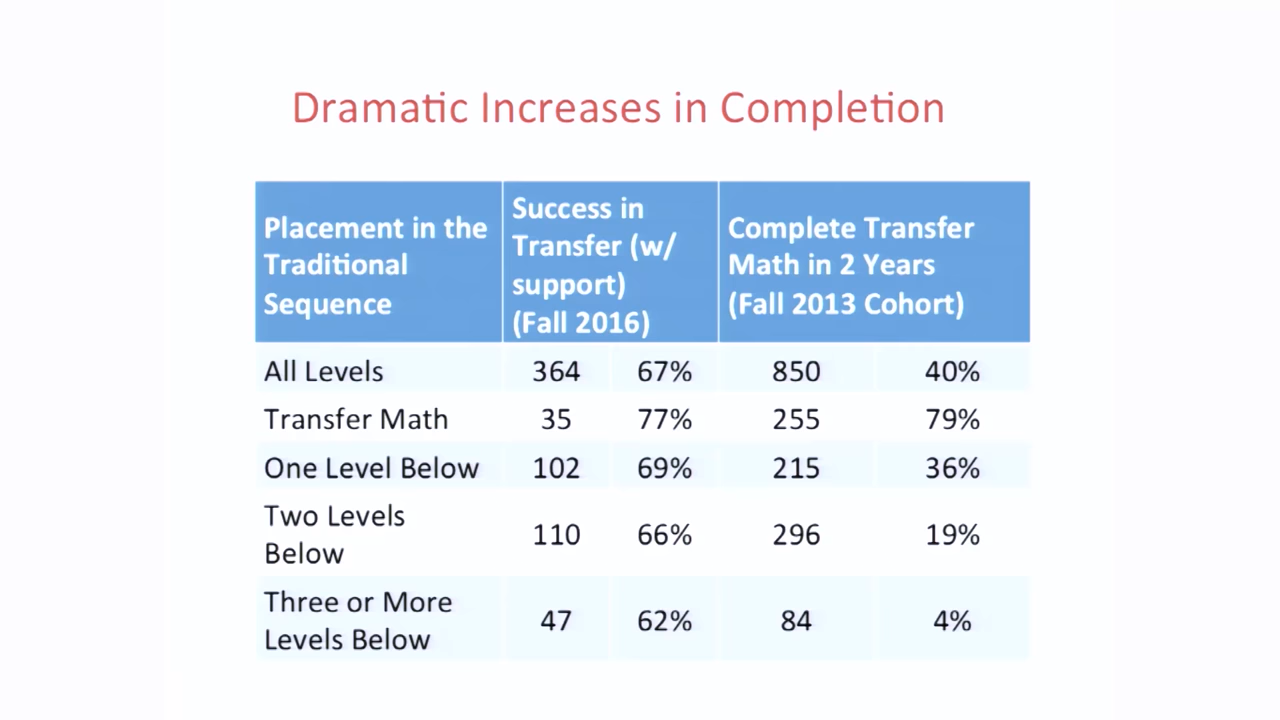 Dramatic Increases in Completion
Placement in the
Traditional
Sequence
Success in
Transfer (w/
support)
(Fall 2016)
Complete Transfer
Math in 2 Years
(Fall 2013 Cohort)
All Levels 364 67% 850 40%
Transfer Math 35 77% 255 79%
One Level Below 102 69% 215 36%
Two Levels
Below 110 66% 296 19%
Three or More
Levels Below 47 62% 84 4%